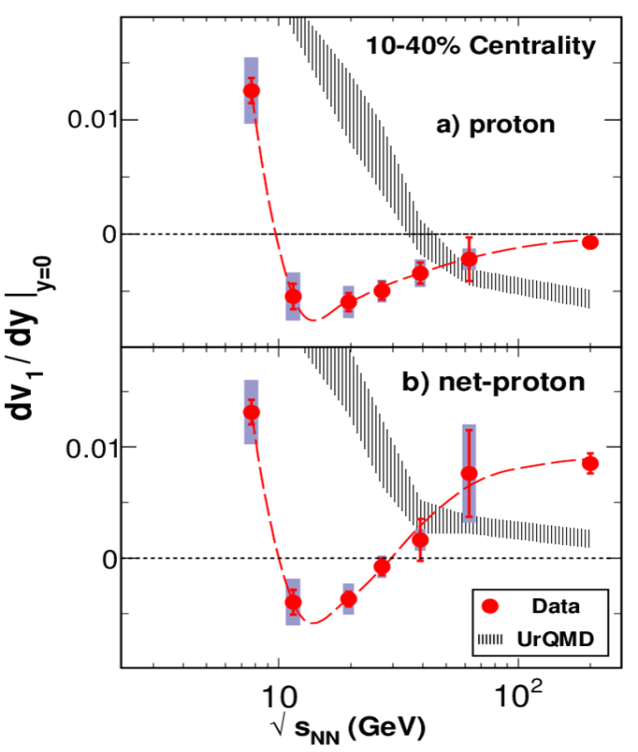 10-40% Centrality
a) proton
0.01
0
dv1 / dy |y=0
b) net-proton
0.01
0
Data
UrQMD
10
10²
√ sNN (GeV)